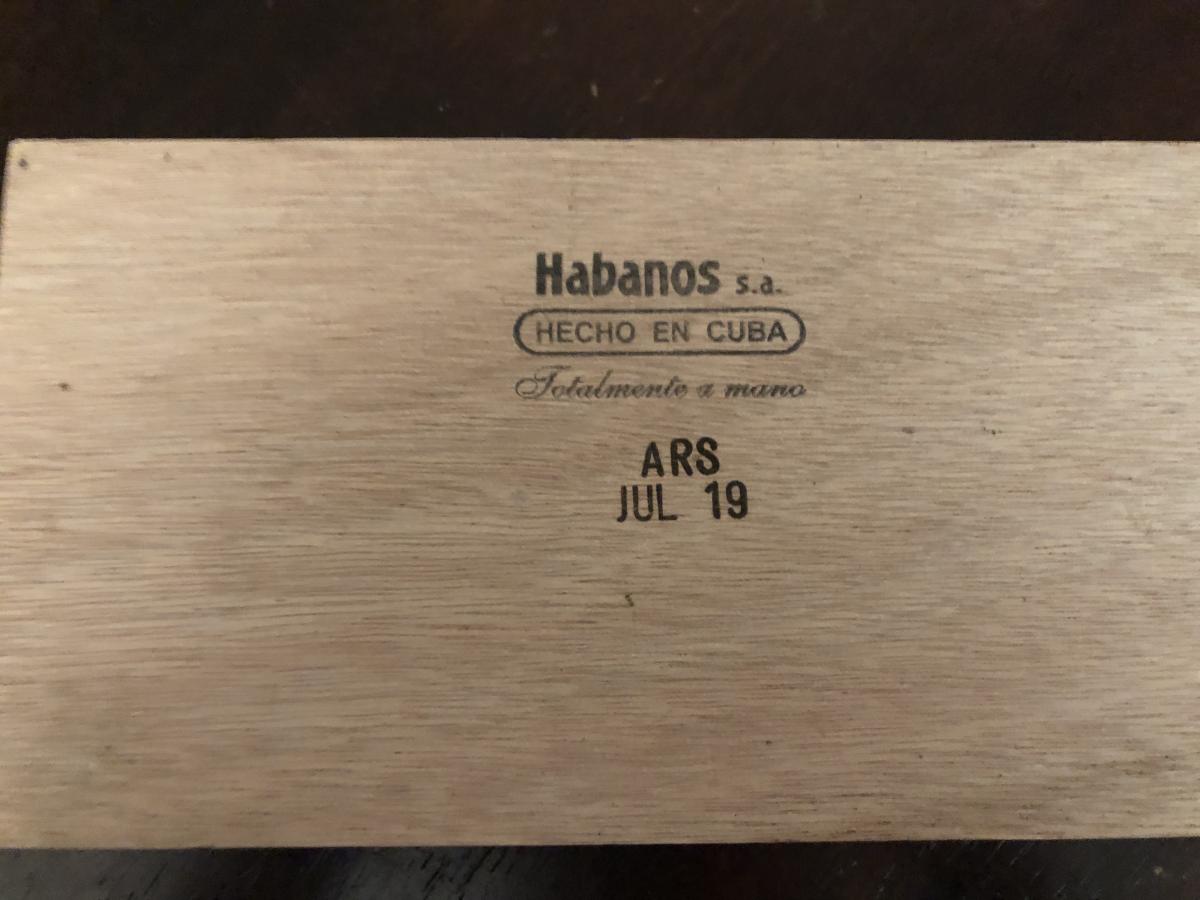 Habanos s.a.
HECHO EN CUBA
Totalmente a mano
ARS
JUL 19